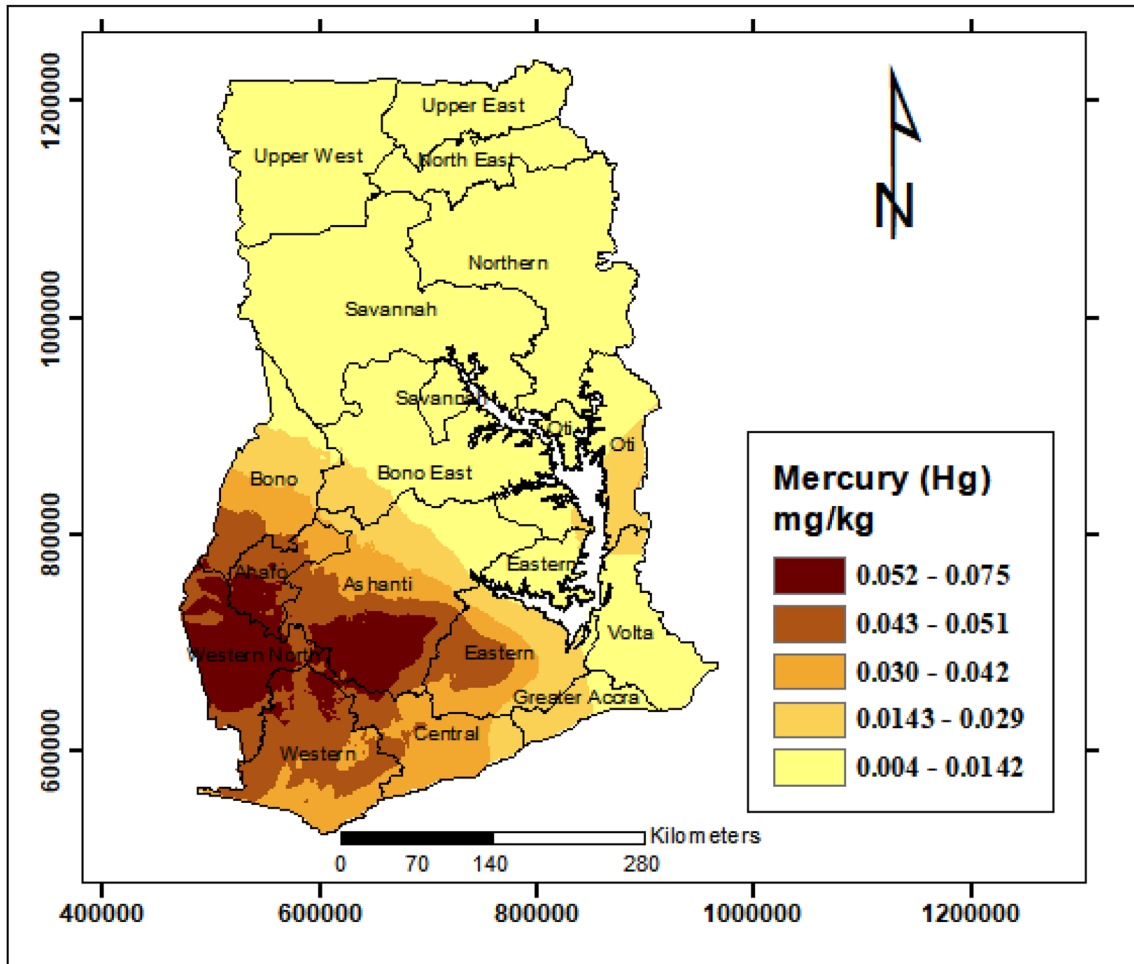 Upper East
Upper West
North East
Northern
Savannah
Savannah
Oti
Oti
Bono
Bono East
Eastern
Ahafo
Ashanti
Volta
Western North
Eastern
Greater Accra
Central
Western
N
Mercury (Hg)
mg/kg
0.052 - 0.075
0.043 - 0.051
0.030 - 0.042
0.0143 - 0.029
0.004 - 0.0142
Kilometers
0 70 140 280
1200000
1000000
800000
600000
400000 600000 800000 1000000 1200000